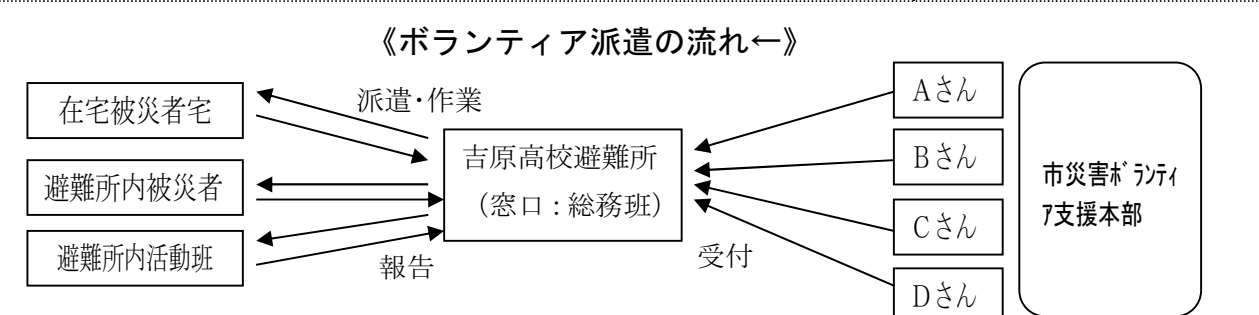 《ボランティア派遣の流れ←》
在宅被災者宅
避難所内被災者
避難所内活動班
派遣・作業
報告
吉原高校避難所
（窓口：総務班）
受付
Aさん
Bさん
Cさん
Dさん
市災害ﾎﾞﾗﾝﾃｨ
ｱ支援本部